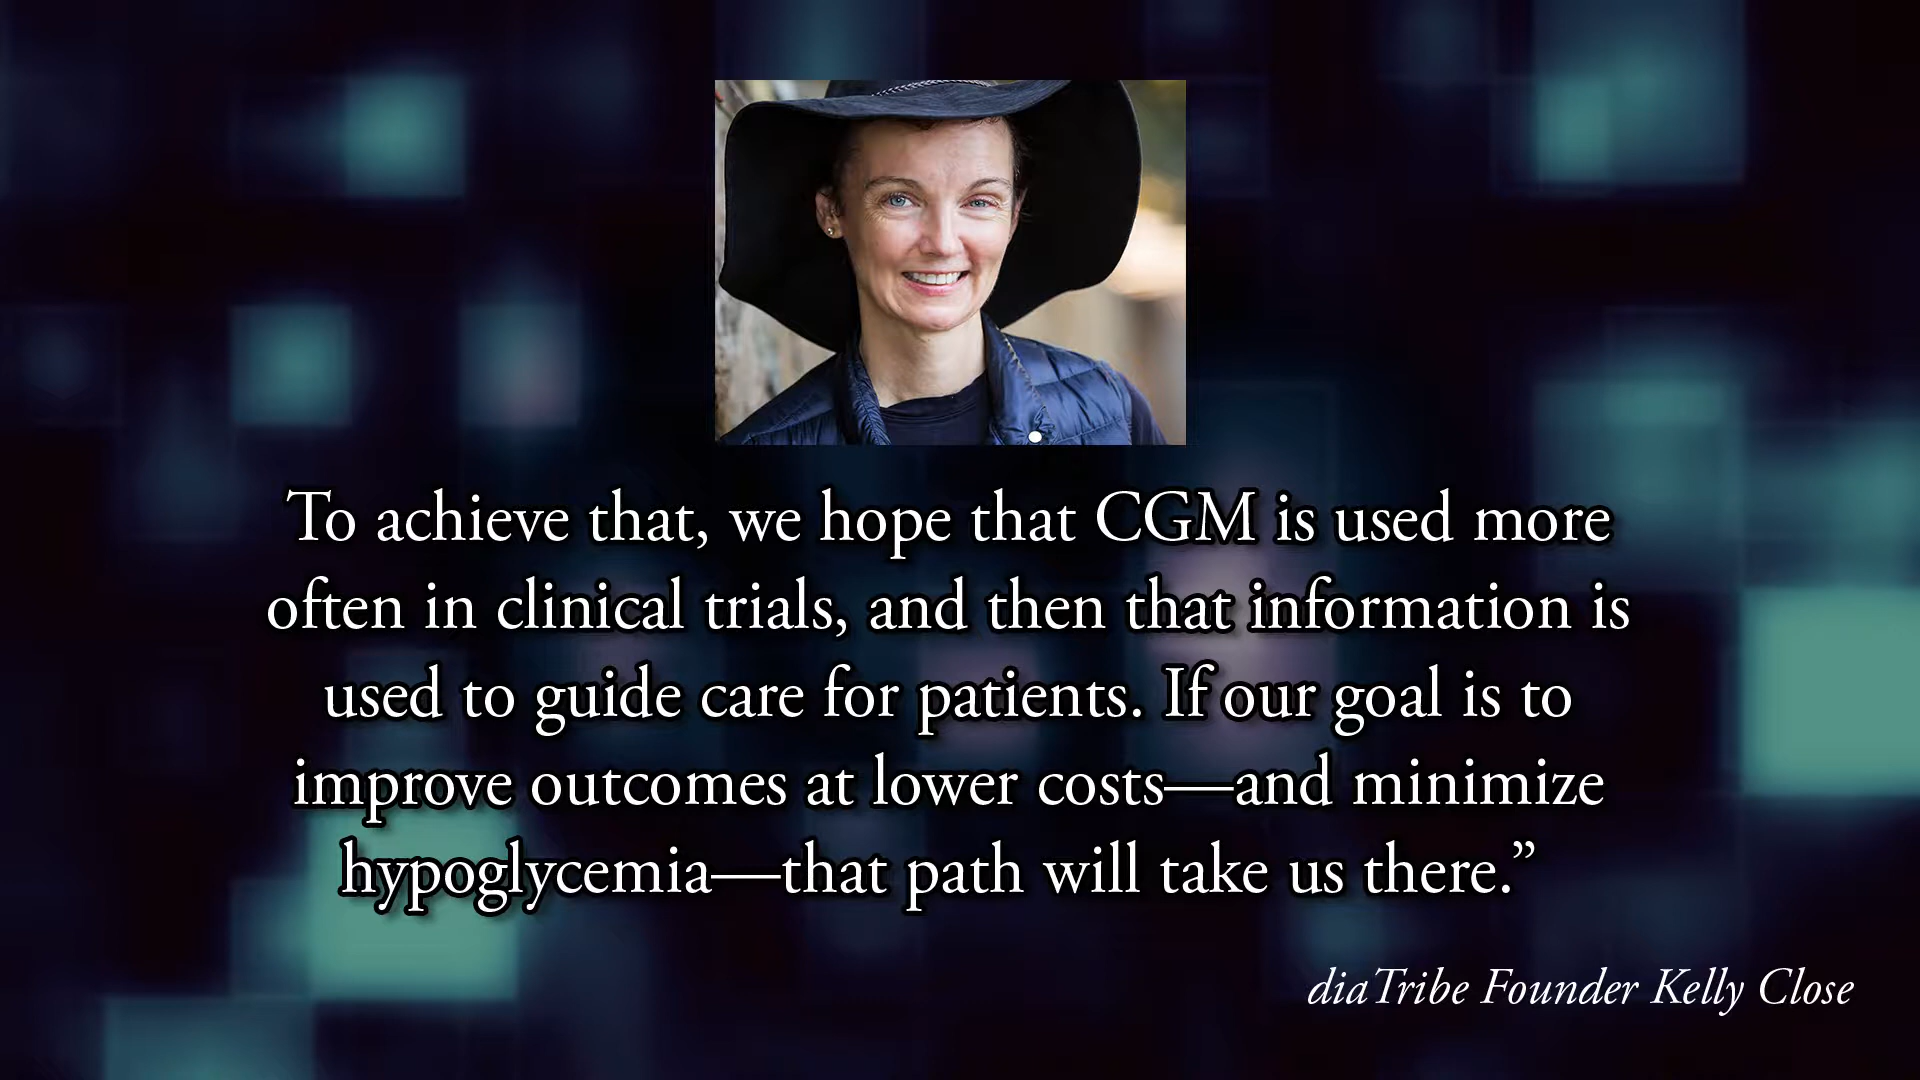 To achieve that, we hope that CGM is used more
often in clinical trials, and then that information is
used to guide care for patients. If our goal is to
improve outcomes at lower costs—and minimize
hypoglycemia—that path will take us there.”
diaTribe Founder Kelly Close